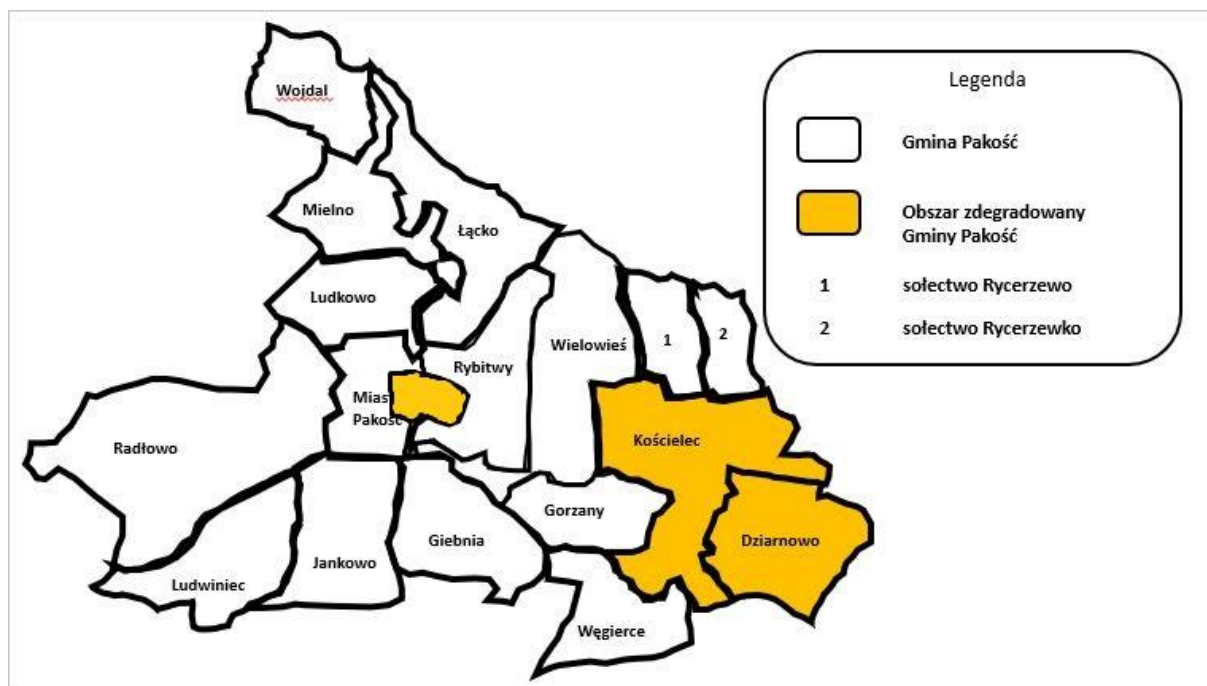 Wojdal
Mielno
Łącko
Ludkowo
Wielowieś
1
2
Rybitwy
Miast
Pakość
Radłowo
Kościelec
Gorzany
Giebnia
Dziarnowo
Jankowo
Ludwiniec
Węgierce
Legenda
Gmina Pakość
Obszar zdegradowany
Gminy Pakość
1 sołectwo Rycerzewo
2 sołectwo Rycerzewko